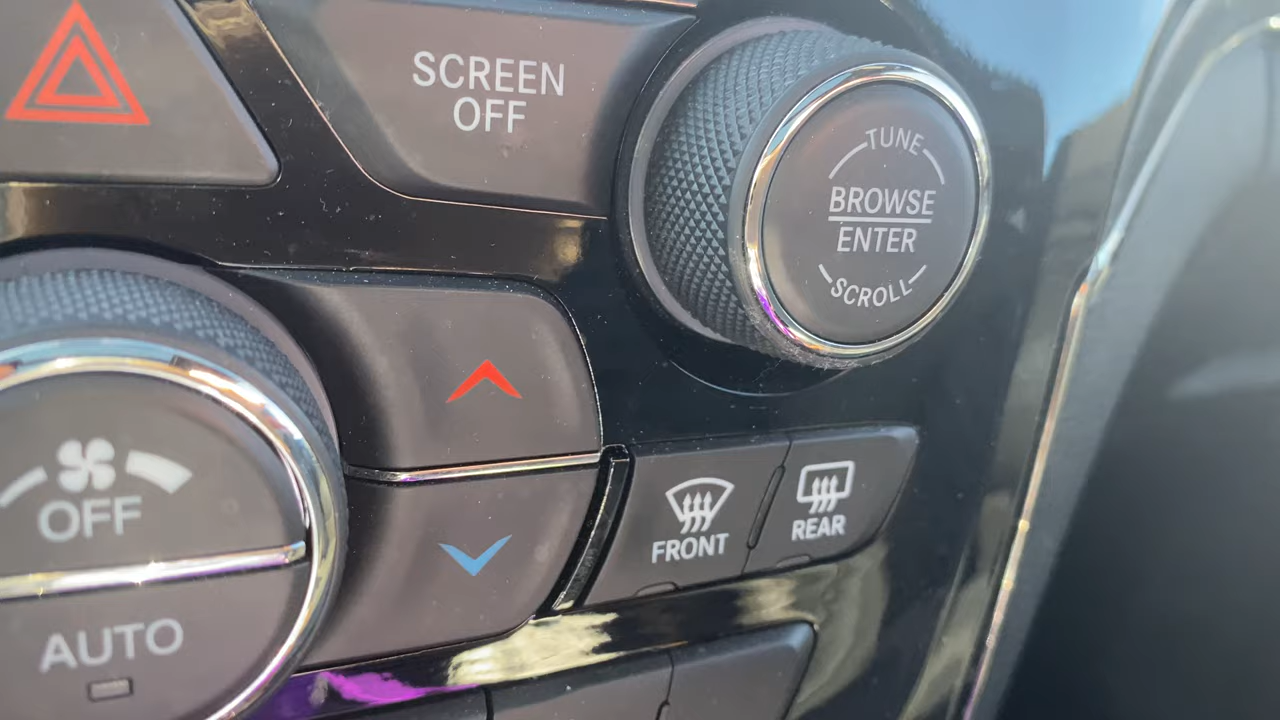 SCREEN
OFF
TUNE
BROWSE
ENTER
SCROLL
OFF
AUTO
FRONT
REAR